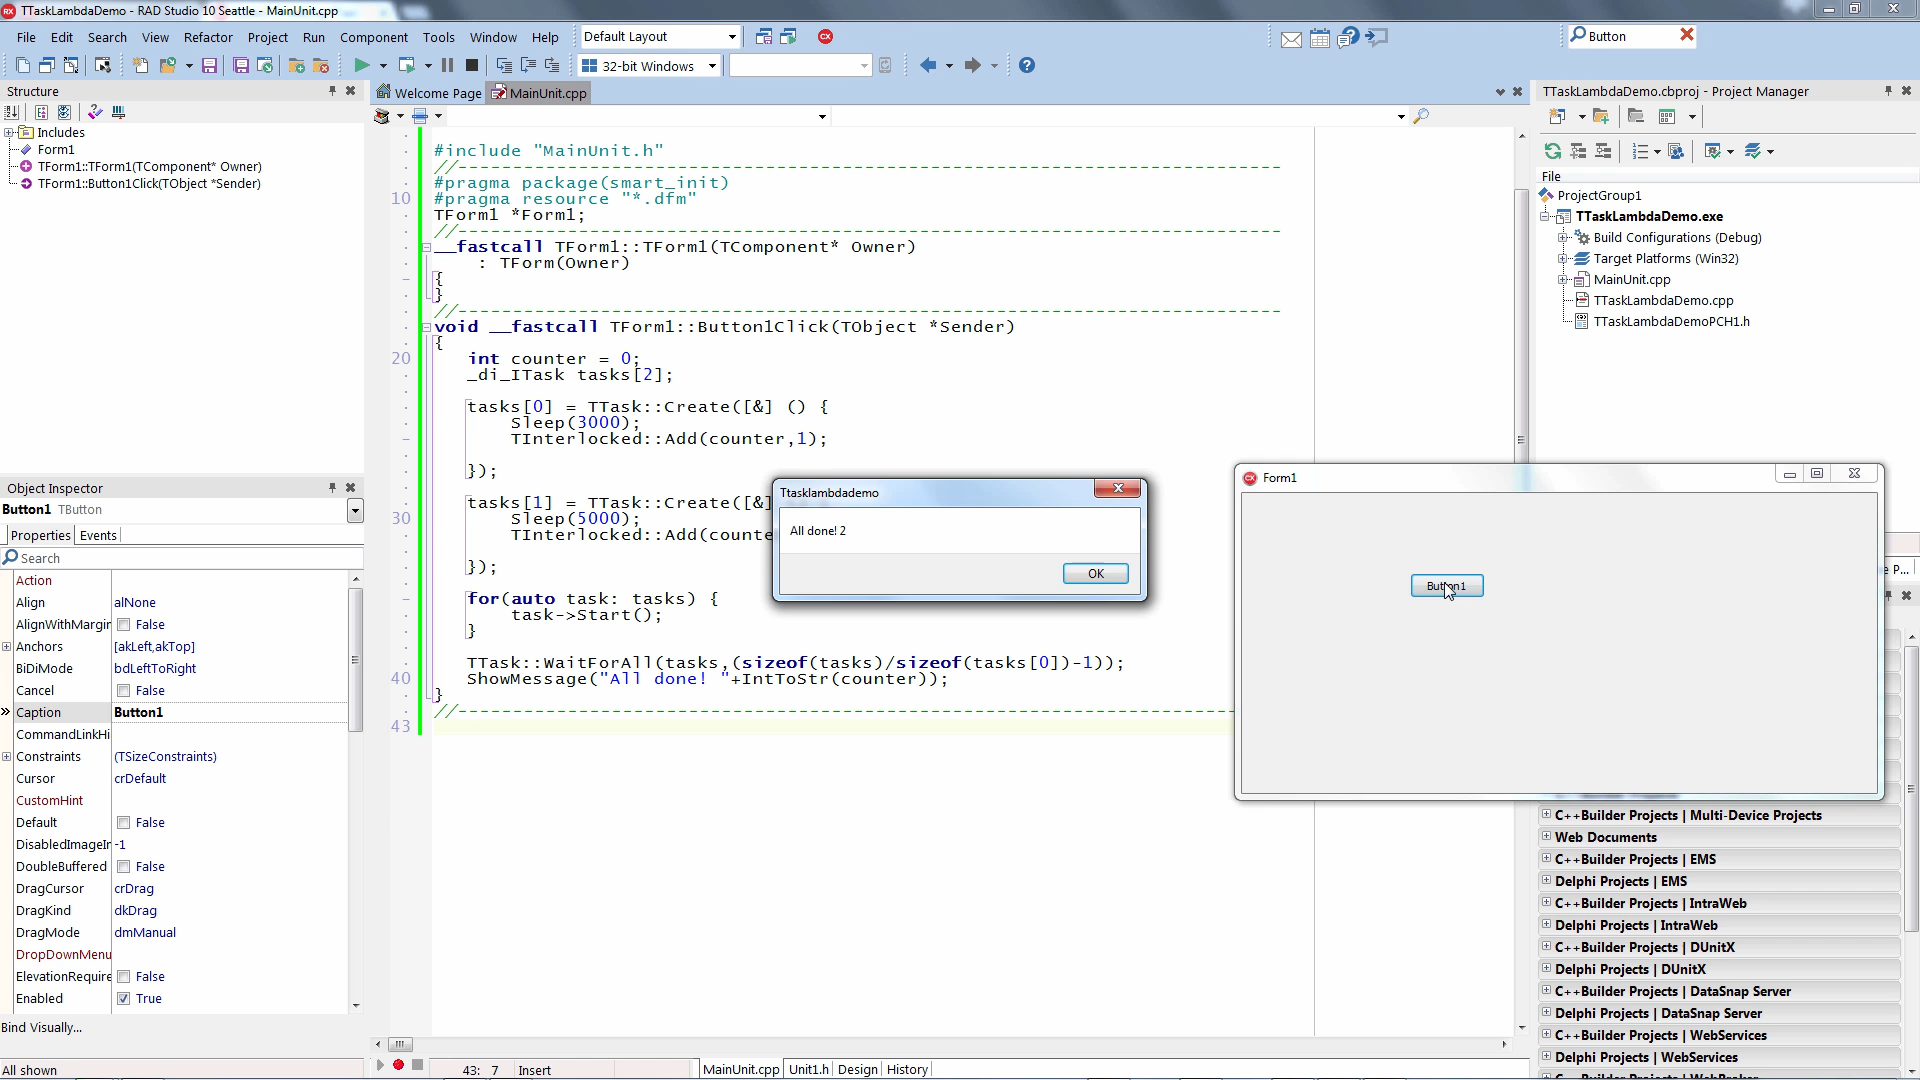 TTaskLambdaDemo - RAD Studio 10 Seattle - MainUnit.cpp
File Edit Search View Refactor Project Run Component Tools Window Help
Default Layout
Button
32-bit Windows
Structure
Includes
Form1
TForm1::TForm1(TComponent* Owner)
TForm1::Button1Click(TObject *Sender)
Object Inspector
Button1 TButton
Properties Events
Search
Action
Align alNone
AlignWithMargin False
Anchors [akLeft,akTop]
BiDiMode bdLeftToRight
Cancel False
Caption Button1
CommandLinkHi
Constraints (TSizeConstraints)
Cursor crDefault
CustomHint
Default False
DisabledImageIr -1
DoubleBuffered False
DragCursor crDrag
DragKind dkDrag
DragMode dmManual
DropDownMenu
ElevationRequire False
Enabled True
Bind Visually...
All shown
Welcome Page MainUnit.cpp
#include "MainUnit.h"
//---------------------------------------------------------------------------
#pragma package(smart_init)
10 #pragma resource "*.dfm"
TForm1 *Form1;
//---------------------------------------------------------------------------
__fastcall TForm1::TForm1(TComponent* Owner)
: TForm(Owner)
{
}
//---------------------------------------------------------------------------
void __fastcall TForm1::Button1Click(TObject *Sender)
{
20 int counter = 0;
_di_ITask tasks[2];
tasks[0] = TTask::Create([&] () {
Sleep(3000);
TInterlocked::Add(counter,1);
});
tasks[1] = TTask::Create([&]
30 Sleep(5000);
TInterlocked::Add(counte
});
for(auto task: tasks) {
task->Start();
}
TTask::WaitForAll(tasks,(sizeof(tasks)/sizeof(tasks[0])-1));
40 ShowMessage("All done! "+IntToStr(counter));
}
//---------------------------------------------------------------------------
43
43: 7 Insert
MainUnit.cpp Unit1.h Design History
Ttasklambdademo
All done! 2
OK
Form1
Button1
TTaskLambdaDemo.cbproj - Project Manager
File
ProjectGroup1
TTaskLambdaDemo.exe
Build Configurations (Debug)
Target Platforms (Win32)
MainUnit.cpp
TTaskLambdaDemo.cpp
TTaskLambdaDemoPCH1.h
e P...
C++Builder Projects | Multi-Device Projects
Web Documents
C++Builder Projects | EMS
Delphi Projects | EMS
C++Builder Projects | IntraWeb
Delphi Projects | IntraWeb
C++Builder Projects | DUnitX
Delphi Projects | DUnitX
C++Builder Projects | DataSnap Server
Delphi Projects | DataSnap Server
C++Builder Projects | WebServices
Delphi Projects | WebServices